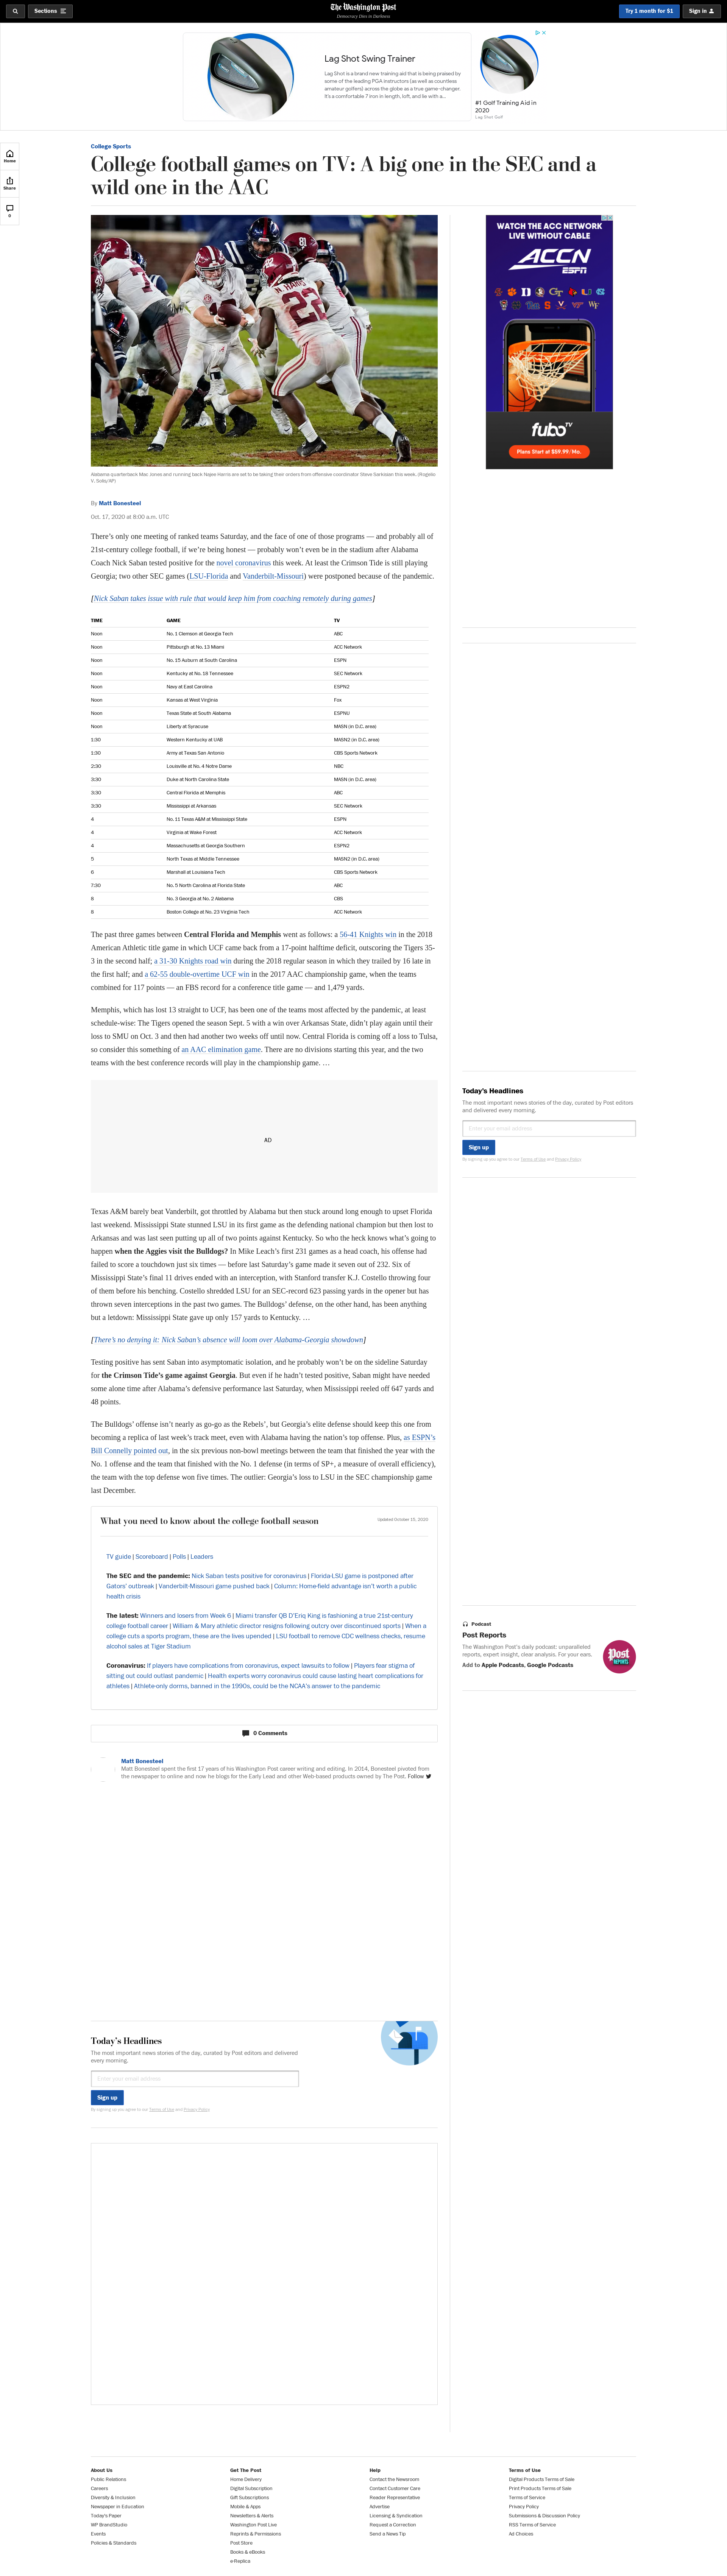 Sections
The Washington Post
Democracy Dies in Darkness
Try 1 month for $1
Sign in
Lag Shot Swing Trainer
Lag Shot is a brand new training aid that is being praised by
some of the leading PGA instructors (as well as countless
amateur golfers) across the globe as a true game-changer.
It's a comfortable 7 iron in length, loft, and lie with a...
#1 Golf Training Aid in
2020
Lag Shot Golf
Home
Share
0
College Sports
College football games on TV: A big one in the SEC and a
wild one in the AAC
Alabama quarterback Mac Jones and running back Najee Harris are set to be taking their orders from offensive coordinator Steve Sarkisian this week. (Rogelio
V. Solis/AP)
WATCH THE ACC NETWORK
LIVE WITHOUT CABLE
ACCN
ESPN
fuboTV
Plans Start at $59.99/Mo.
By Matt Bonesteel
Oct. 17, 2020 at 8:00 a.m. UTC
There's only one meeting of ranked teams Saturday, and the face of one of those programs — and probably all of
21st-century college football, if we're being honest — probably won't even be in the stadium after Alabama
Coach Nick Saban tested positive for the novel coronavirus this week. At least the Crimson Tide is still playing
Georgia; two other SEC games (LSU-Florida and Vanderbilt-Missouri) were postponed because of the pandemic.
[Nick Saban takes issue with rule that would keep him from coaching remotely during games]
TIME GAME TV
Noon No. 1 Clemson at Georgia Tech ABC
Noon Pittsburgh at No. 13 Miami ACC Network
Noon No. 15 Auburn at South Carolina ESPN
Noon Kentucky at No. 18 Tennessee SEC Network
Noon Navy at East Carolina ESPN2
Noon Kansas at West Virginia Fox
Noon Texas State at South Alabama ESPNU
Noon Liberty at Syracuse MASN (in D.C. area)
1:30 Western Kentucky at UAB MASN2 (in D.C. area)
1:30 Army at Texas San Antonio CBS Sports Network
2:30 Louisville at No. 4 Notre Dame NBC
3:30 Duke at North Carolina State MASN (in D.C. area)
3:30 Central Florida at Memphis ABC
3:30 Mississippi at Arkansas SEC Network
4 No. 11 Texas A&M at Mississippi State ESPN
4 Virginia at Wake Forest ACC Network
4 Massachusetts at Georgia Southern ESPN2
5 North Texas at Middle Tennessee MASN2 (in D.C. area)
6 Marshall at Louisiana Tech CBS Sports Network
7:30 No. 5 North Carolina at Florida State ABC
8 No. 3 Georgia at No. 2 Alabama CBS
8 Boston College at No. 23 Virginia Tech ACC Network
The past three games between Central Florida and Memphis went as follows: a 56-41 Knights win in the 2018
American Athletic title game in which UCF came back from a 17-point halftime deficit, outscoring the Tigers 35-
3 in the second half; a 31-30 Knights road win during the 2018 regular season in which they trailed by 16 late in
the first half; and a 62-55 double-overtime UCF win in the 2017 AAC championship game, when the teams
combined for 117 points — an FBS record for a conference title game — and 1,479 yards.
Memphis, which has lost 13 straight to UCF, has been one of the teams most affected by the pandemic, at least
schedule-wise: The Tigers opened the season Sept. 5 with a win over Arkansas State, didn't play again until their
loss to SMU on Oct. 3 and then had another two weeks off until now. Central Florida is coming off a loss to Tulsa,
so consider this something of an AAC elimination game. There are no divisions starting this year, and the two
teams with the best conference records will play in the championship game. …
AD
Today's Headlines
The most important news stories of the day, curated by Post editors
and delivered every morning.
Enter your email address
Sign up
By signing up you agree to our Terms of Use and Privacy Policy
Texas A&M barely beat Vanderbilt, got throttled by Alabama but then stuck around long enough to upset Florida
last weekend. Mississippi State stunned LSU in its first game as the defending national champion but then lost to
Arkansas and was last seen putting up all of two points against Kentucky. So who the heck knows what's going to
happen when the Aggies visit the Bulldogs? In Mike Leach's first 231 games as a head coach, his offense had
failed to score a touchdown just six times — before last Saturday's game made it seven out of 232. Six of
Mississippi State's final 11 drives ended with an interception, with Stanford transfer K.J. Costello throwing four
of them before his benching. Costello shredded LSU for an SEC-record 623 passing yards in the opener but has
thrown seven interceptions in the past two games. The Bulldogs' defense, on the other hand, has been anything
but a letdown: Mississippi State gave up only 157 yards to Kentucky. …
[There's no denying it: Nick Saban's absence will loom over Alabama-Georgia showdown]
Testing positive has sent Saban into asymptomatic isolation, and he probably won't be on the sideline Saturday
for the Crimson Tide's game against Georgia. But even if he hadn't tested positive, Saban might have needed
some alone time after Alabama's defensive performance last Saturday, when Mississippi reeled off 647 yards and
48 points.
The Bulldogs' offense isn't nearly as go-go as the Rebels', but Georgia's elite defense should keep this one from
becoming a replica of last week's track meet, even with Alabama having the nation's top offense. Plus, as ESPN's
Bill Connelly pointed out, in the six previous non-bowl meetings between the team that finished the year with the
No. 1 offense and the team that finished with the No. 1 defense (in terms of SP+, a measure of overall efficiency),
the team with the top defense won five times. The outlier: Georgia's loss to LSU in the SEC championship game
last December.
What you need to know about the college football season
Updated October 15, 2020
TV guide | Scoreboard | Polls | Leaders
The SEC and the pandemic: Nick Saban tests positive for coronavirus | Florida-LSU game is postponed after
Gators' outbreak | Vanderbilt-Missouri game pushed back | Column: Home-field advantage isn't worth a public
health crisis
The latest: Winners and losers from Week 6 | Miami transfer QB D'Eriq King is fashioning a true 21st-century
college football career | William & Mary athletic director resigns following outcry over discontinued sports | When a
college cuts a sports program, these are the lives upended | LSU football to remove CDC wellness checks, resume
alcohol sales at Tiger Stadium
Coronavirus: If players have complications from coronavirus, expect lawsuits to follow | Players fear stigma of
sitting out could outlast pandemic | Health experts worry coronavirus could cause lasting heart complications for
athletes | Athlete-only dorms, banned in the 1990s, could be the NCAA's answer to the pandemic
Podcast
Post Reports
The Washington Post's daily podcast: unparalleled
reports, expert insight, clear analysis. For your ears.
Add to Apple Podcasts, Google Podcasts
Post
REPORTS
0 Comments
Matt Bonesteel
Matt Bonesteel spent the first 17 years of his Washington Post career writing and editing. In 2014, Bonesteel pivoted from
the newspaper to online and now he blogs for the Early Lead and other Web-based products owned by The Post. Follow
Today's Headlines
The most important news stories of the day, curated by Post editors and delivered
every morning.
Enter your email address
Sign up
By signing up you agree to our Terms of Use and Privacy Policy
About Us
Public Relations
Careers
Diversity & Inclusion
Newspaper in Education
Today's Paper
WP BrandStudio
Events
Policies & Standards
Get The Post
Home Delivery
Digital Subscription
Gift Subscriptions
Mobile & Apps
Newsletters & Alerts
Washington Post Live
Reprints & Permissions
Post Store
Books & eBooks
e-Replica
Help
Contact the Newsroom
Contact Customer Care
Reader Representative
Advertise
Licensing & Syndication
Request a Correction
Send a News Tip
Terms of Use
Digital Products Terms of Sale
Print Products Terms of Sale
Terms of Service
Privacy Policy
Submissions & Discussion Policy
RSS Terms of Service
Ad Choices